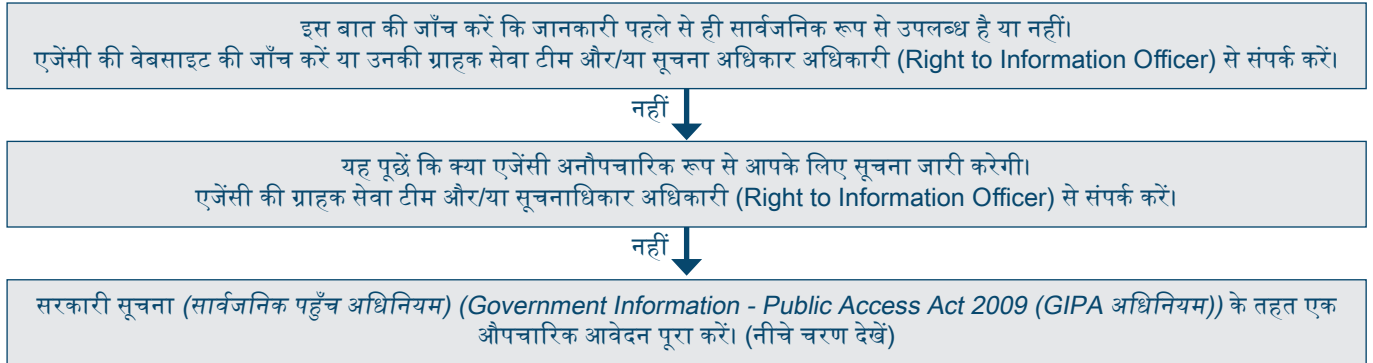 इस बात की जाँच करें कि जानकारी पहले से ही सार्वजनिक रूप से उपलब्ध है या नहीं।
एजेंसी की वेबसाइट की जाँच करें या उनकी ग्राहक सेवा टीम और/या सूचना अधिकार अधिकारी (Right to Information Officer) से संपर्क करें।
नहीं
यह पूछें कि क्या एजेंसी अनौपचारिक रूप से आपके लिए सूचना जारी करेगी।
एजेंसी की ग्राहक सेवा टीम और/या सूचनाधिकार अधिकारी (Right to Information Officer) से संपर्क करें।
नहीं
सरकारी सूचना (सार्वजनिक पहुँच अधिनियम) (Government Information - Public Access Act 2009 (GIPA अधिनियम)) के तहत एक
औपचारिक आवेदन पूरा करें। (नीचे चरण देखें)